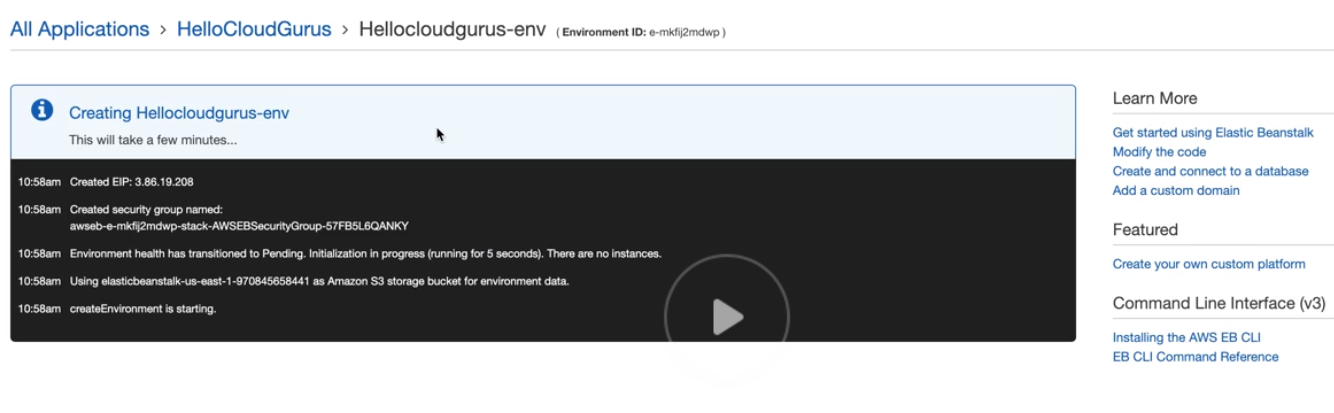 All Applications > HelloCloudGurus > Hellocloudgurus-env ( Environment ID: e-mkfij2mdwp )
Creating Hellocloudgurus-env
This will take a few minutes...
10:58am Created EIP: 3.86.19.208
10:58am Created security group named:
awseb-e-mkfij2mdwp-stack-AWSEBSecurityGroup-57FB5L6QANKY
10:58am Environment health has transitioned to Pending. Initialization in progress (running for 5 seconds). There are no instances.
10:58am Using elasticbeanstalk-us-east-1-970845658441 as Amazon S3 storage bucket for environment data.
10:58am createEnvironment is starting.
Learn More
Get started using Elastic Beanstalk
Modify the code
Create and connect to a database
Add a custom domain
Featured
Create your own custom platform
Command Line Interface (v3)
Installing the AWS EB CLI
EB CLI Command Reference